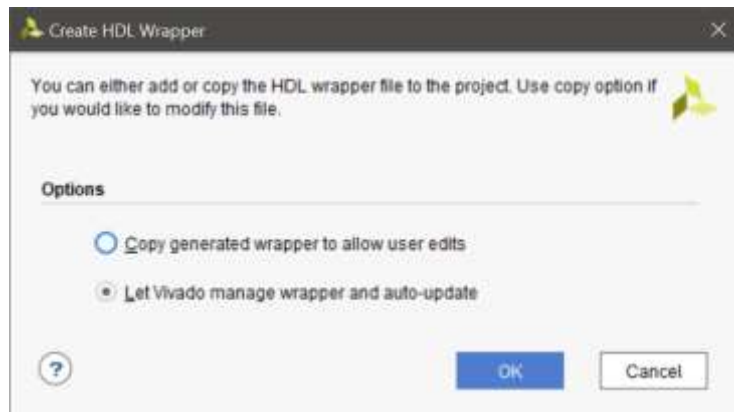 Create HDL Wrapper
You can either add or copy the HDL wrapper file to the project. Use copy option if
you would like to modify this file.
Options
Copy generated wrapper to allow user edits
Let Vivado manage wrapper and auto-update
?
OK
Cancel